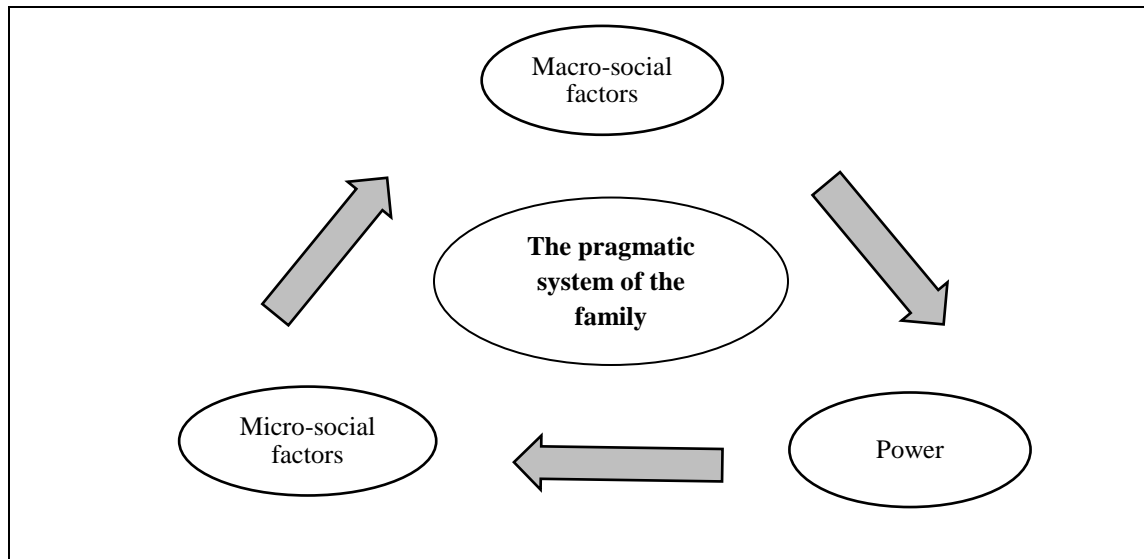 Macro-social
factors
The pragmatic
system of the
family
Micro-social
factors
Power